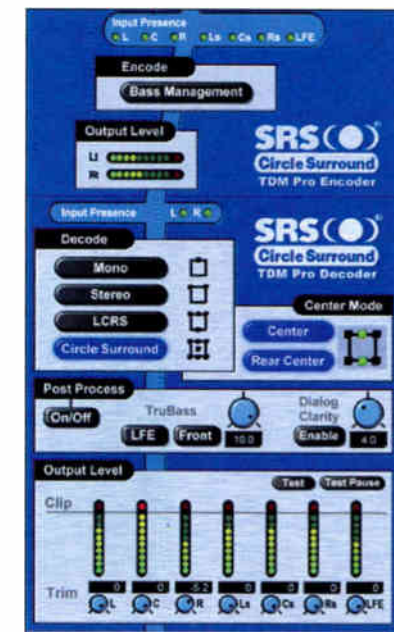 Input Presence
L C R Ls Cs Rs LFE
Encode
Bass Management
Output Level
Lt
Rt
SRS(●)®
Circle Surround
TDM Pro Encoder
Input Presence L R
SRS(●)®
Circle Surround
TDM Pro Decoder
Decode
Mono
Stereo
LCRS
Circle Surround
Center Mode
Center
Rear Center
Post Process
On/Off
TruBass
LFE Front 10.0
Dialog
Clarity
Enable 4.0
Output Level
Test Test Pause
Clip
0 0 -5.2 0 0 0 0
Trim L C R Ls Cs Rs LFE